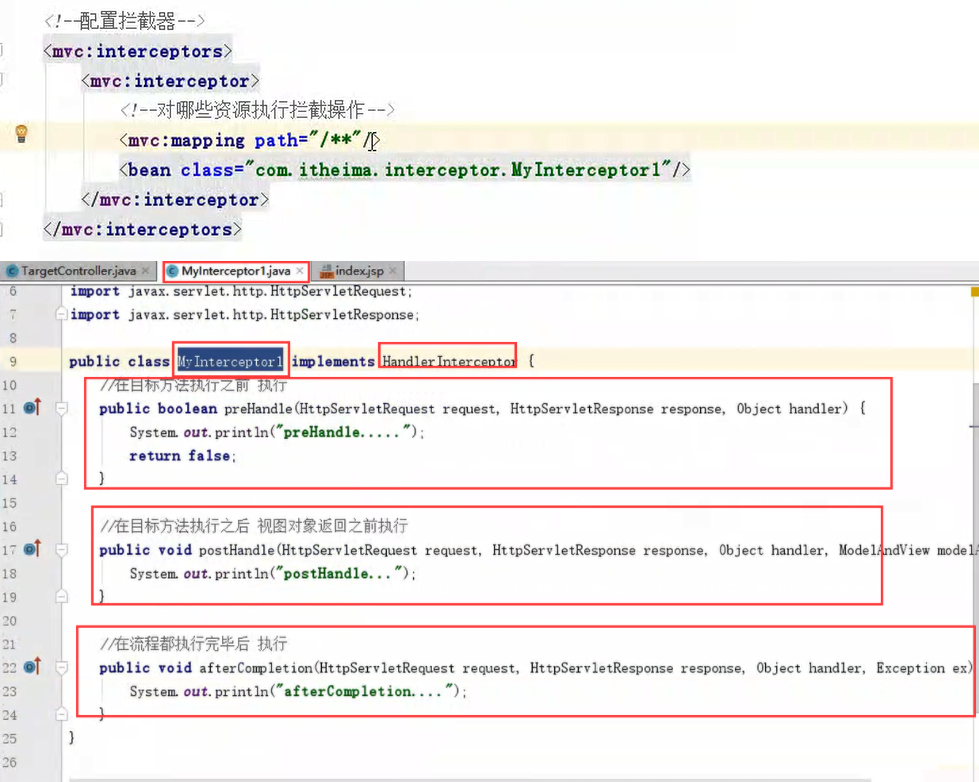 <!--配置拦截器-->
<mvc:interceptors>
<mvc:interceptor>
<!--对哪些资源执行拦截操作-->
<mvc:mapping path="/**"/>
<bean class="com.itheima.interceptor.MyInterceptor1"/>
</mvc:interceptor>
</mvc:interceptors>
TargetController.java MyInterceptor1.java index.jsp
6 import javax.servlet.http.HttpServletRequest;
7 import javax.servlet.http.HttpServletResponse;
8
9 public class MyInterceptor1 implements HandlerInterceptor {
10 //在目标方法执行之前 执行
11 public boolean preHandle(HttpServletRequest request, HttpServletResponse response, Object handler) {
12 System.out.println("preHandle.....");
13 return false;
14 }
15
16 //在目标方法执行之后 视图对象返回之前执行
17 public void postHandle(HttpServletRequest request, HttpServletResponse response, Object handler, ModelAndView modelA
18 System.out.println("postHandle...");
19 }
20
21 //在流程都执行完毕后 执行
22 public void afterCompletion(HttpServletRequest request, HttpServletResponse response, Object handler, Exception ex)
23 System.out.println("afterCompletion....");
24 }
25 }
26